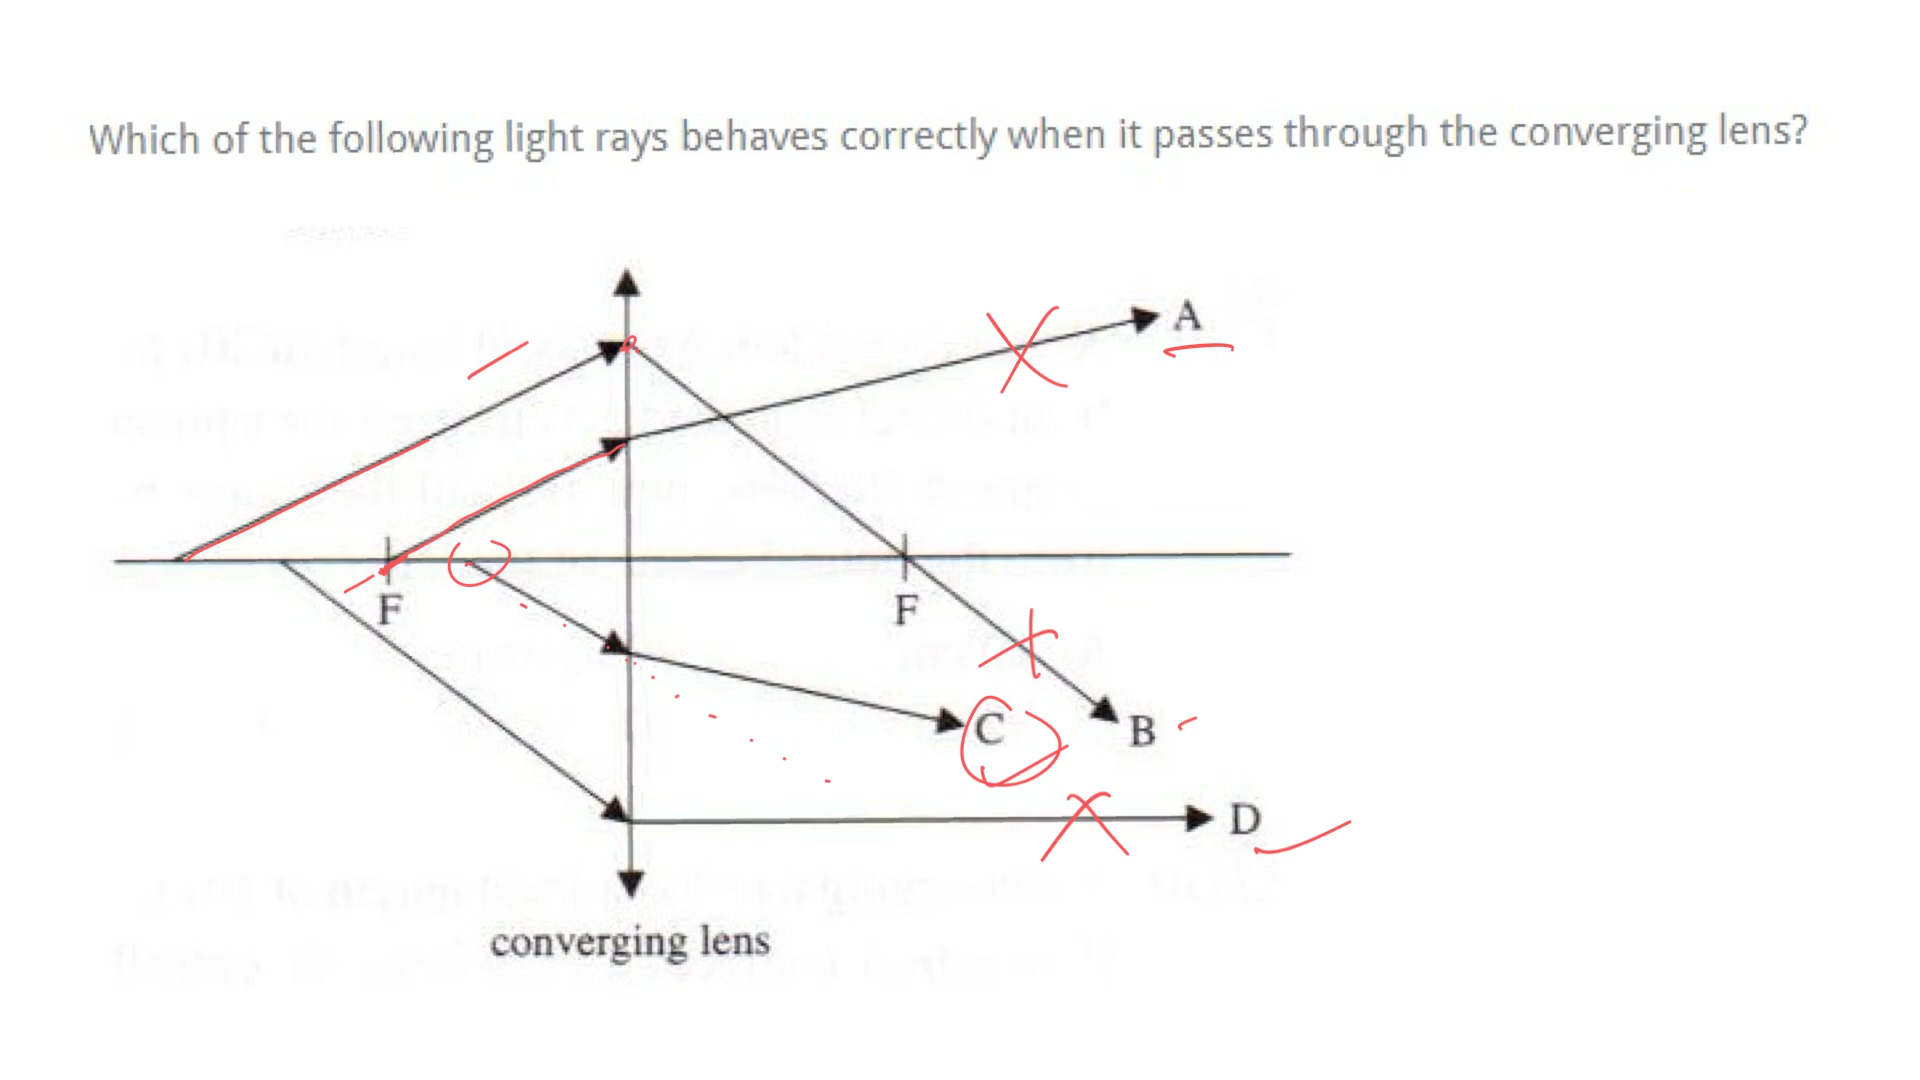 Which of the following light rays behaves correctly when it passes through the converging lens?
A
F
F
C
B
D
converging lens